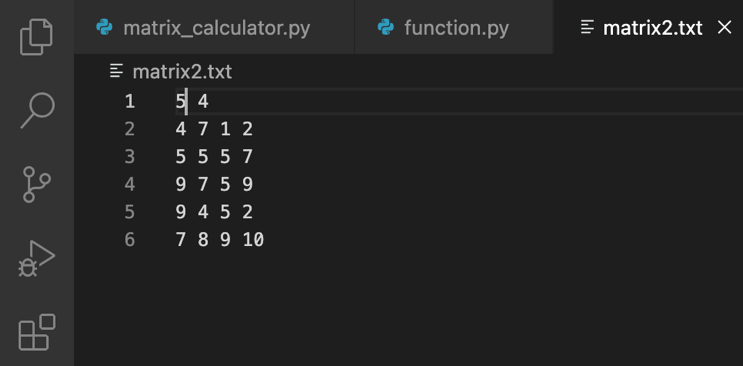 matrix_calculator.py function.py matrix2.txt
matrix2.txt
1 5 4
2 4 7 1 2
3 5 5 5 7
4 9 7 5 9
5 9 4 5 2
6 7 8 9 10